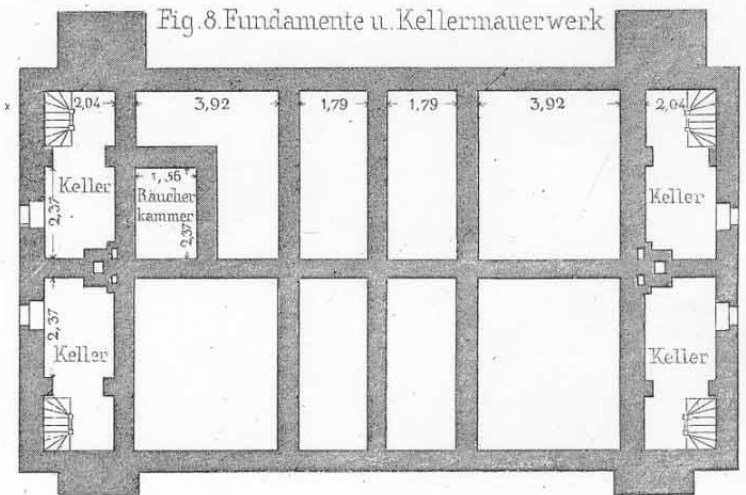 Fig. 8. Fundamente u. Kellermauerwerk
x
2,04 3,92 1,79 1,79 3,92 2,04
1,56
Keller
Räucher
kammer
Keller
2,37
2,37
2,37
Keller
Keller